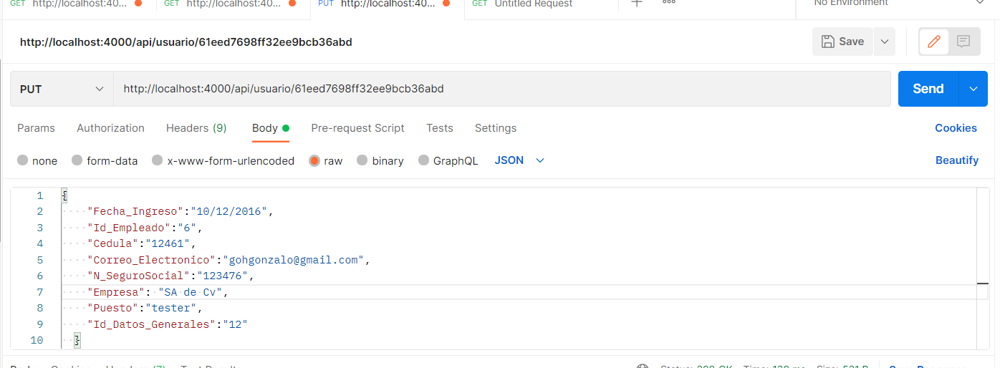 GET http://localhost:40... GET http://localhost:40... PUT http://localhost:40... GET Untitled Request No Environment
http://localhost:4000/api/usuario/61eed7698ff32ee9bcb36abd Save
PUT http://localhost:4000/api/usuario/61eed7698ff32ee9bcb36abd Send
Params Authorization Headers (9) Body Pre-request Script Tests Settings Cookies
none form-data x-www-form-urlencoded raw binary GraphQL JSON Beautify
1 {
2 "Fecha_Ingreso":"10/12/2016",
3 "Id_Empleado":"6",
4 "Cedula":"12461",
5 "Correo_Electronico":"gohgonzalo@gmail.com",
6 "N_SeguroSocial":"123476",
7 "Empresa": "SA de Cv",
8 "Puesto":"tester",
9 "Id_Datos_Generales":"12"
10 }